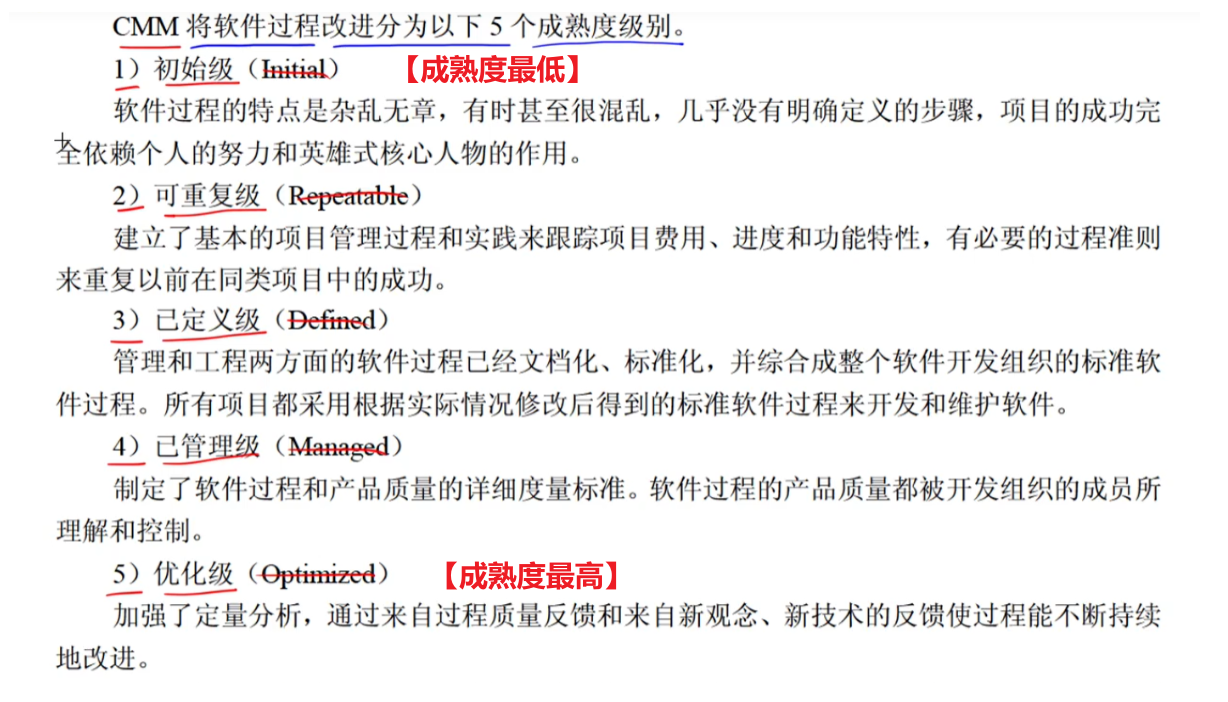 CMM 将软件过程改进分为以下 5 个成熟度级别。
1）初始级（Initial） 【成熟度最低】
软件过程的特点是杂乱无章，有时甚至很混乱，几乎没有明确定义的步骤，项目的成功完
全依赖个人的努力和英雄式核心人物的作用。
2）可重复级（Repeatable）
建立了基本的项目管理过程和实践来跟踪项目费用、进度和功能特性，有必要的过程准则
来重复以前在同类项目中的成功。
3）已定义级（Defined）
管理和工程两方面的软件过程已经文档化、标准化，并综合成整个软件开发组织的标准软
件过程。所有项目都采用根据实际情况修改后得到的标准软件过程来开发和维护软件。
4）已管理级（Managed）
制定了软件过程和产品质量的详细度量标准。软件过程的产品质量都被开发组织的成员所
理解和控制。
5）优化级（Optimized） 【成熟度最高】
加强了定量分析，通过来自过程质量反馈和来自新观念、新技术的反馈使过程能不断持续
地改进。